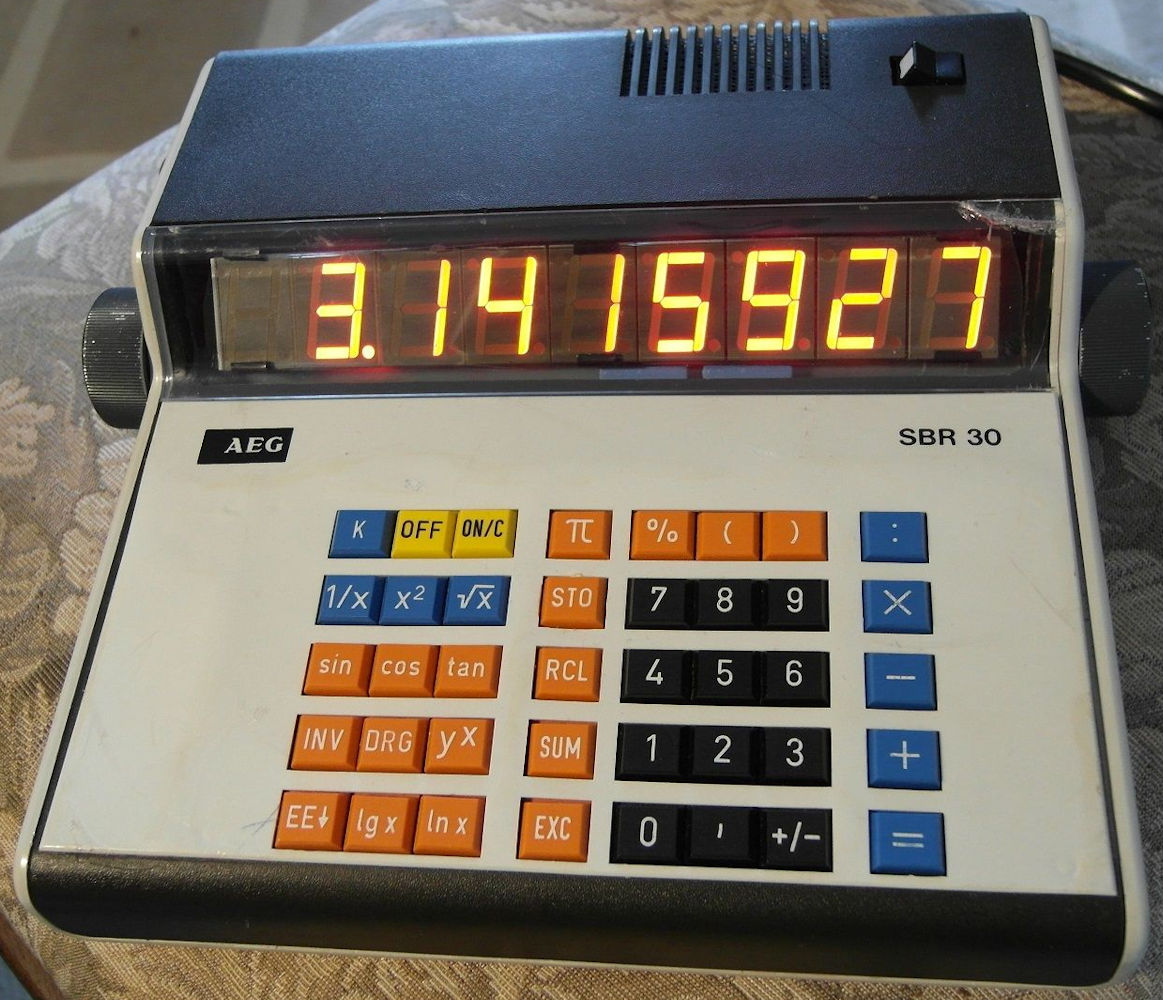 3.1415927
AEG SBR 30
K OFF ON/C π % ( ) :
1/x x² √x STO 7 8 9 ×
sin cos tan RCL 4 5 6 −
INV DRG yˣ SUM 1 2 3 +
EE↓ lg x ln x EXC 0 , +/− =